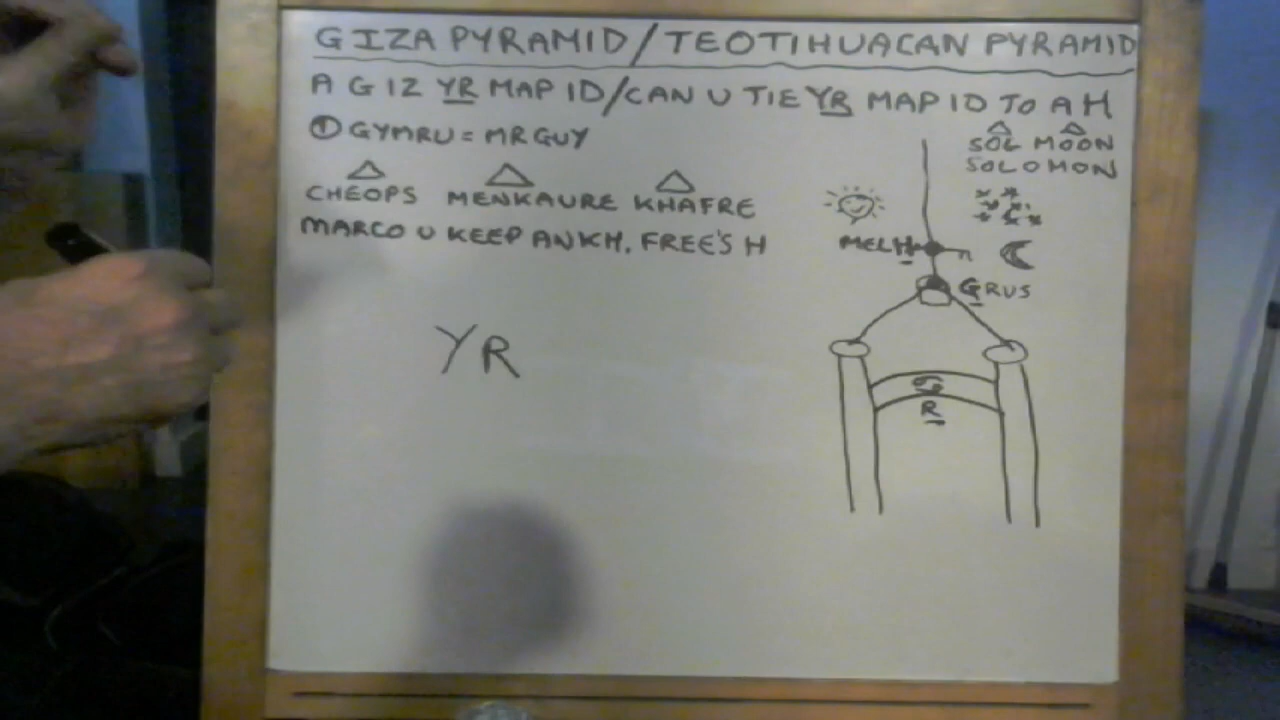 GIZA PYRAMID/TEOTIHUACAN PYRAMID
A GIZ YR MAP ID/CAN U TIE YR MAP ID TO A H
① GYMRU = MR GUY
SOL MOON
SOLOMON
CHEOPS MENKAURE KHAFRE
MARCO U KEEP ANKH. FREE'S H
MELH
GRUS
YR
R